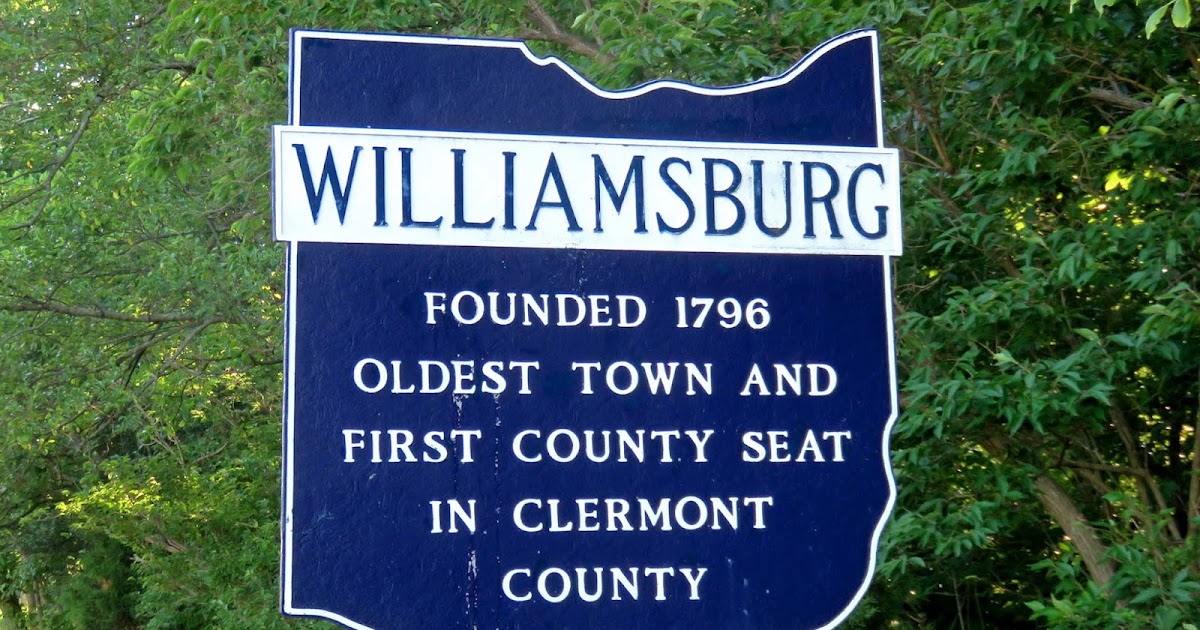 WILLIAMSBURG
FOUNDED 1796
OLDEST TOWN AND
FIRST COUNTY SEAT
IN CLERMONT
COUNTY